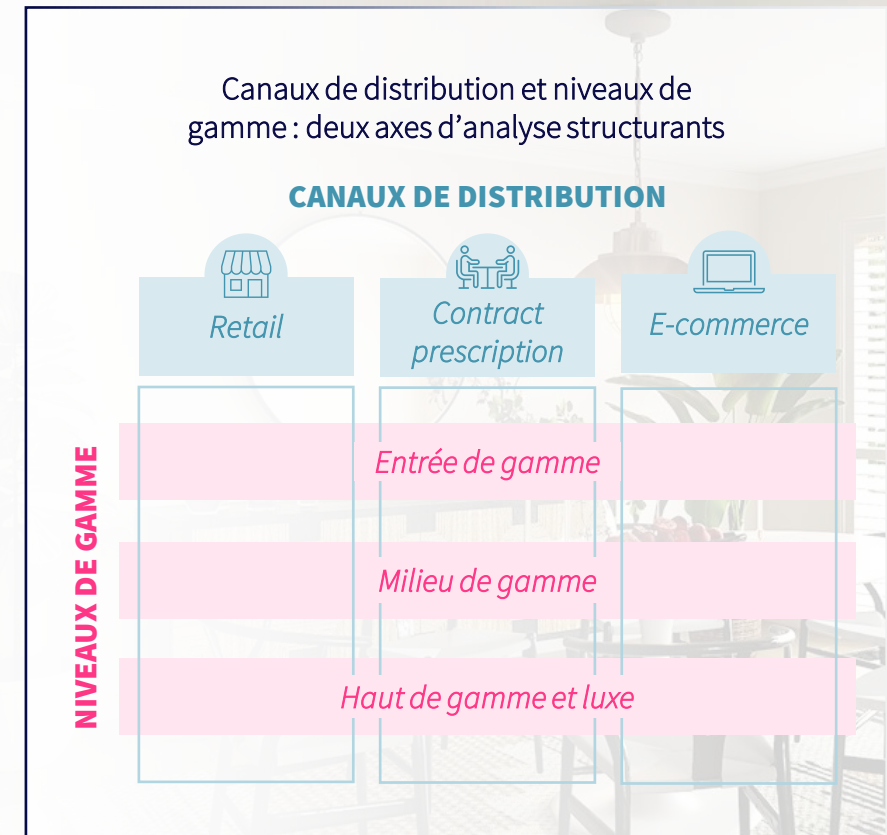 Canaux de distribution et niveaux de
gamme : deux axes d’analyse structurants
CANAUX DE DISTRIBUTION
Retail
Contract
prescription
E-commerce
NIVEAUX DE GAMME
Entrée de gamme
Milieu de gamme
Haut de gamme et luxe